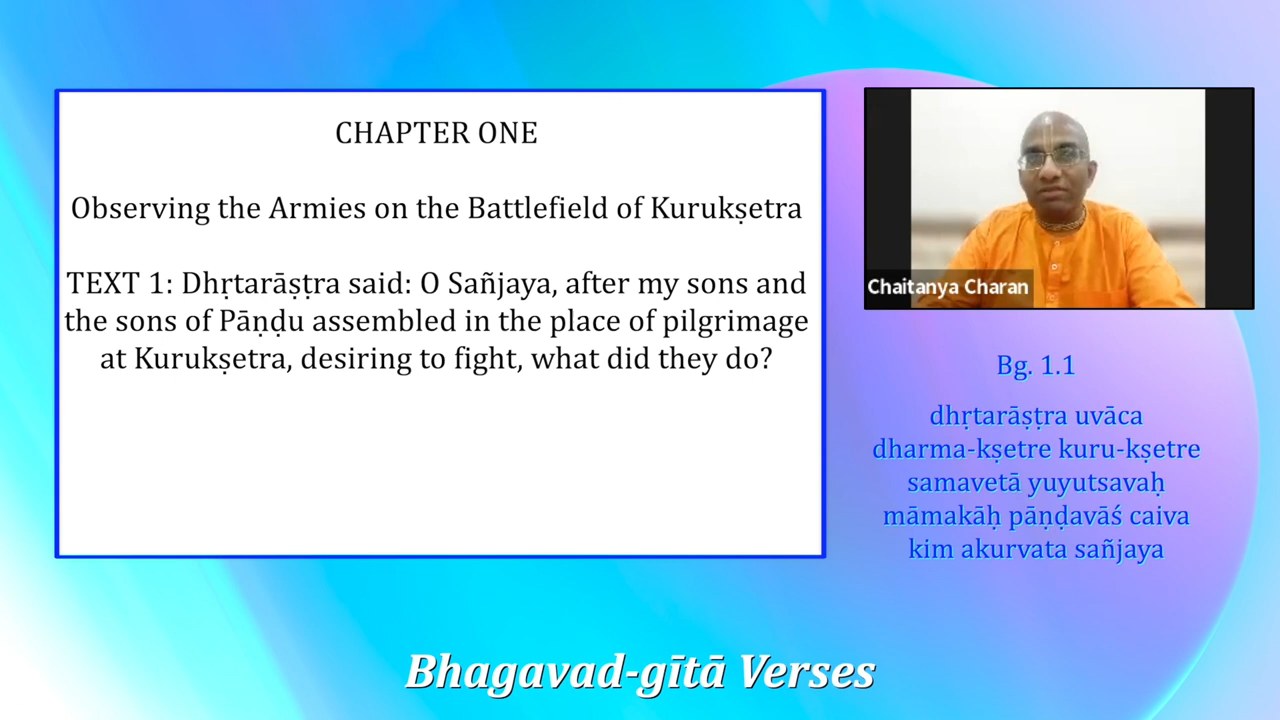 CHAPTER ONE
Observing the Armies on the Battlefield of Kurukṣetra
TEXT 1: Dhṛtarāṣṭra said: O Sañjaya, after my sons and
the sons of Pāṇḍu assembled in the place of pilgrimage
at Kurukṣetra, desiring to fight, what did they do?
Chaitanya Charan
Bg. 1.1
dhṛtarāṣṭra uvāca
dharma-kṣetre kuru-kṣetre
samavetā yuyutsavaḥ
māmakāḥ pāṇḍavāś caiva
kim akurvata sañjaya
Bhagavad-gītā Verses